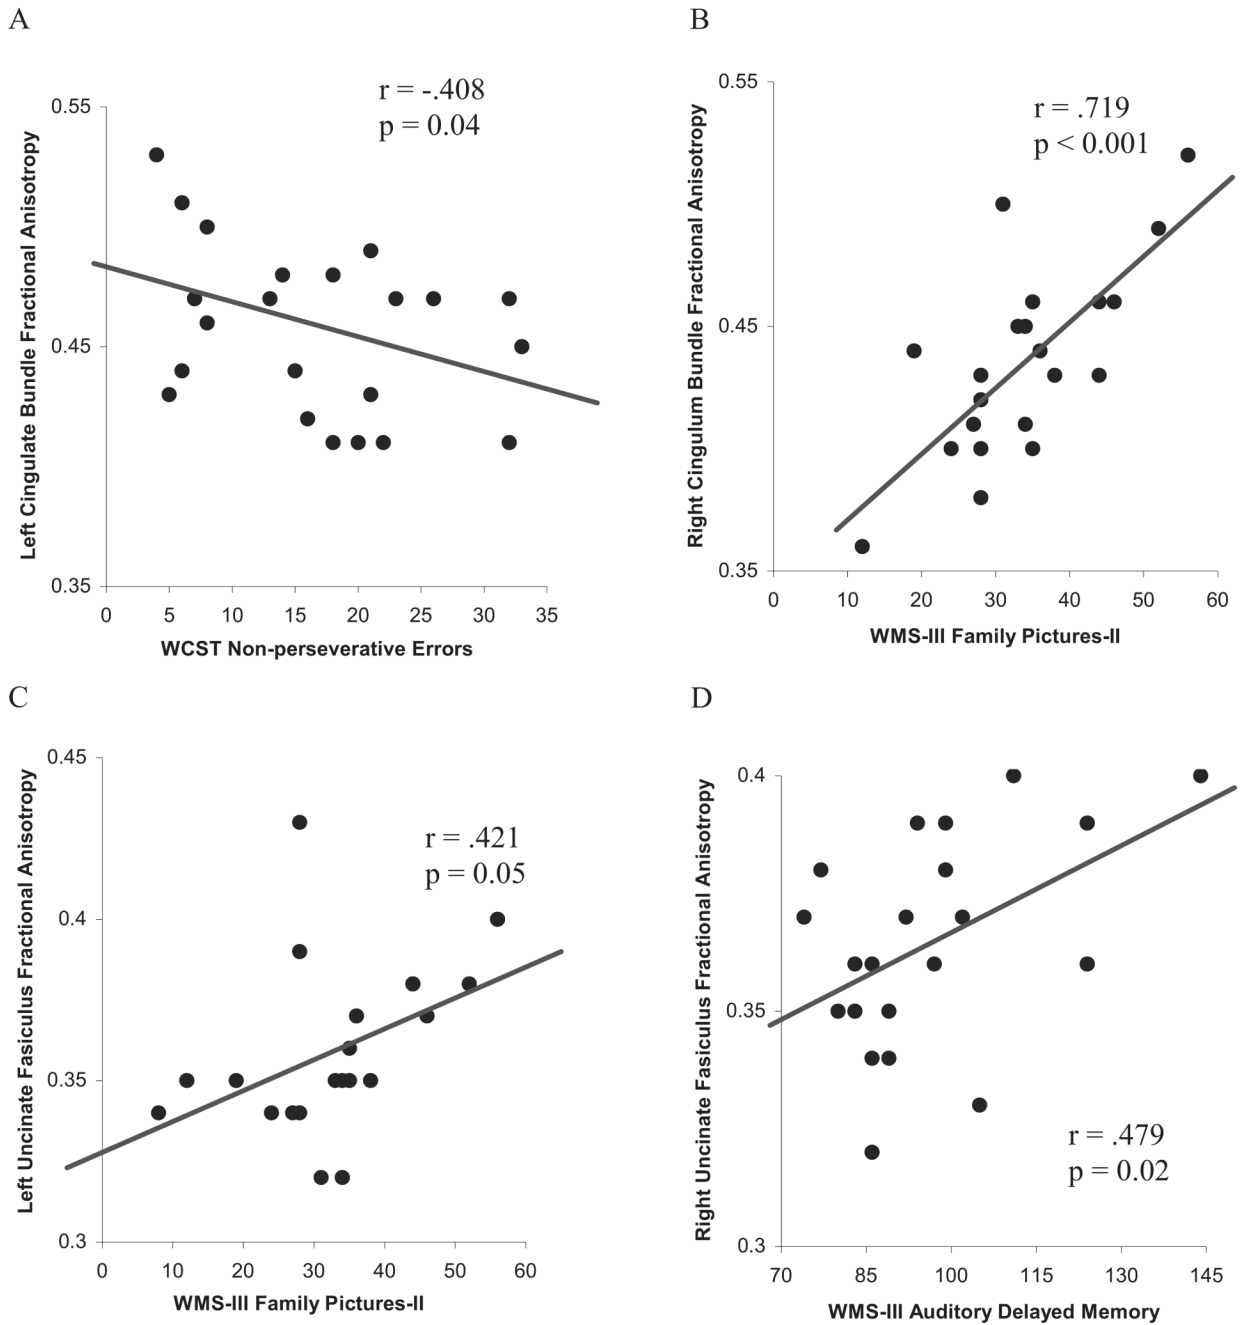 A
r = -.408
p = 0.04
Left Cingulate Bundle Fractional Anisotropy
0.55
0.45
0.35
0 5 10 15 20 25 30 35
WCST Non-perseverative Errors
B
r = .719
p < 0.001
Right Cingulum Bundle Fractional Anisotropy
0.55
0.45
0.35
0 10 20 30 40 50 60
WMS-III Family Pictures-II
C
r = .421
p = 0.05
Left Uncinate Fasiculus Fractional Anisotropy
0.45
0.4
0.35
0.3
0 10 20 30 40 50 60
WMS-III Family Pictures-II
D
Right Uncinate Fasiculus Fractional Anisotropy
0.4
0.35
0.3
r = .479
p = 0.02
70 85 100 115 130 145
WMS-III Auditory Delayed Memory